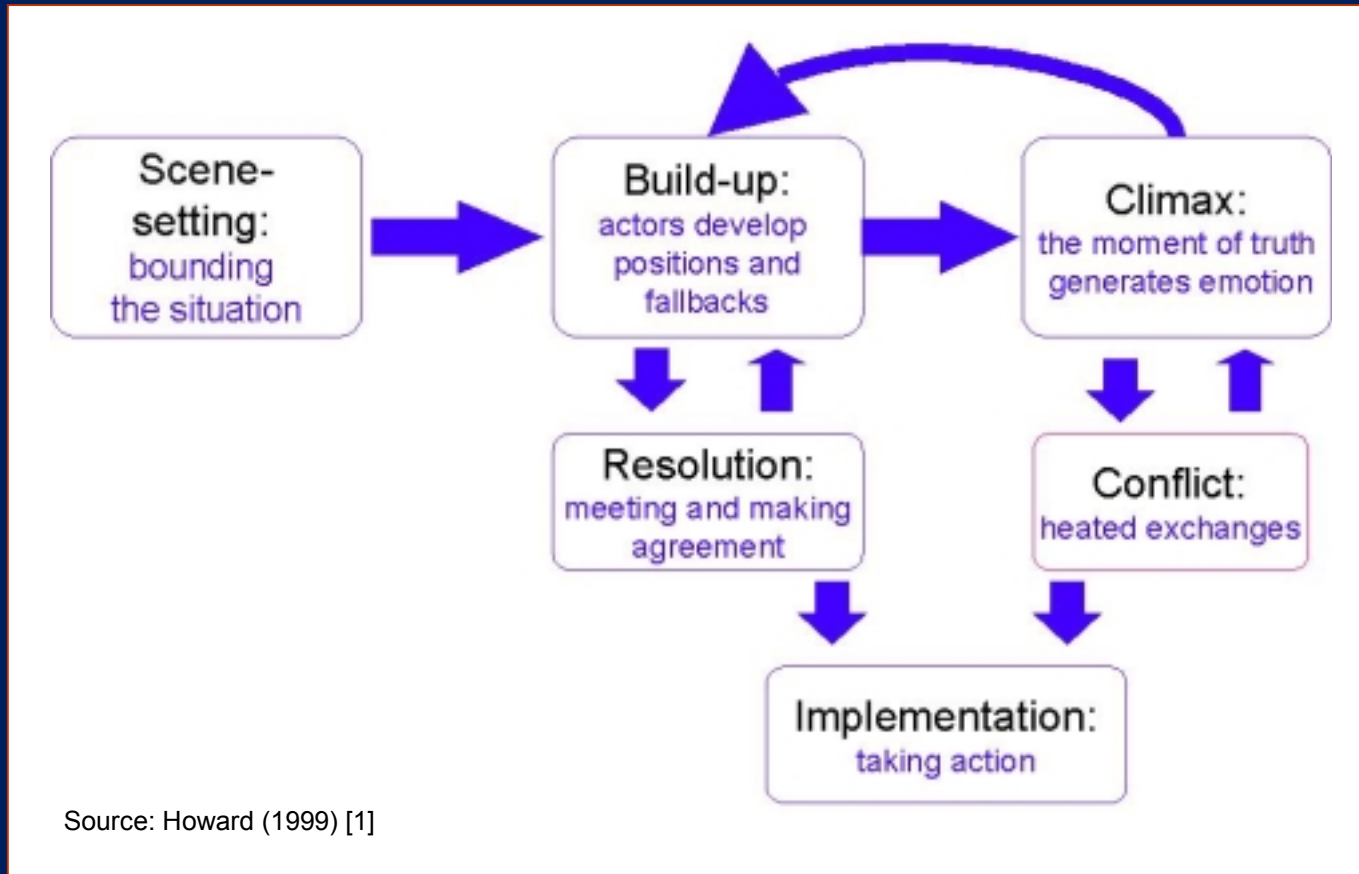 Scene-
setting:
bounding
the situation
Build-up:
actors develop
positions and
fallbacks
Climax:
the moment of truth
generates emotion
Resolution:
meeting and making
agreement
Conflict:
heated exchanges
Implementation:
taking action
Source: Howard (1999) [1]